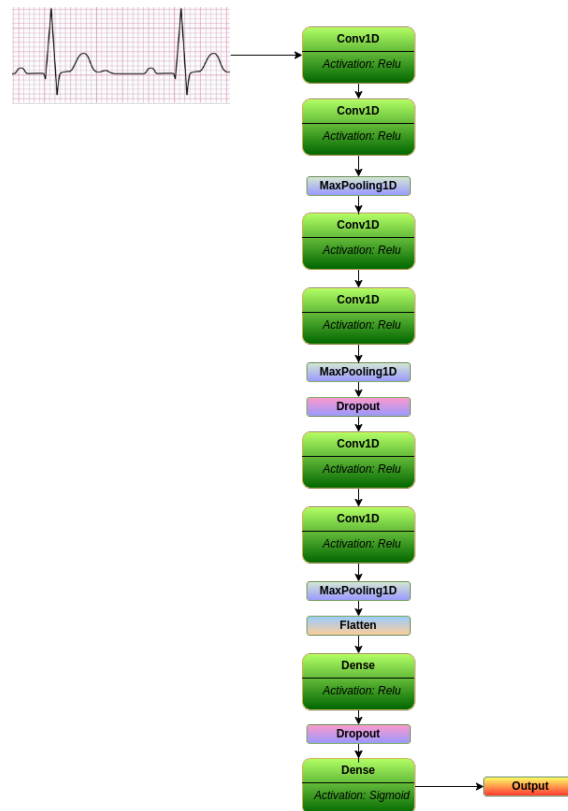 Conv1D
Activation: Relu
Conv1D
Activation: Relu
MaxPooling1D
Conv1D
Activation: Relu
Conv1D
Activation: Relu
MaxPooling1D
Dropout
Conv1D
Activation: Relu
Conv1D
Activation: Relu
MaxPooling1D
Flatten
Dense
Activation: Relu
Dropout
Dense
Activation: Sigmoid
Output